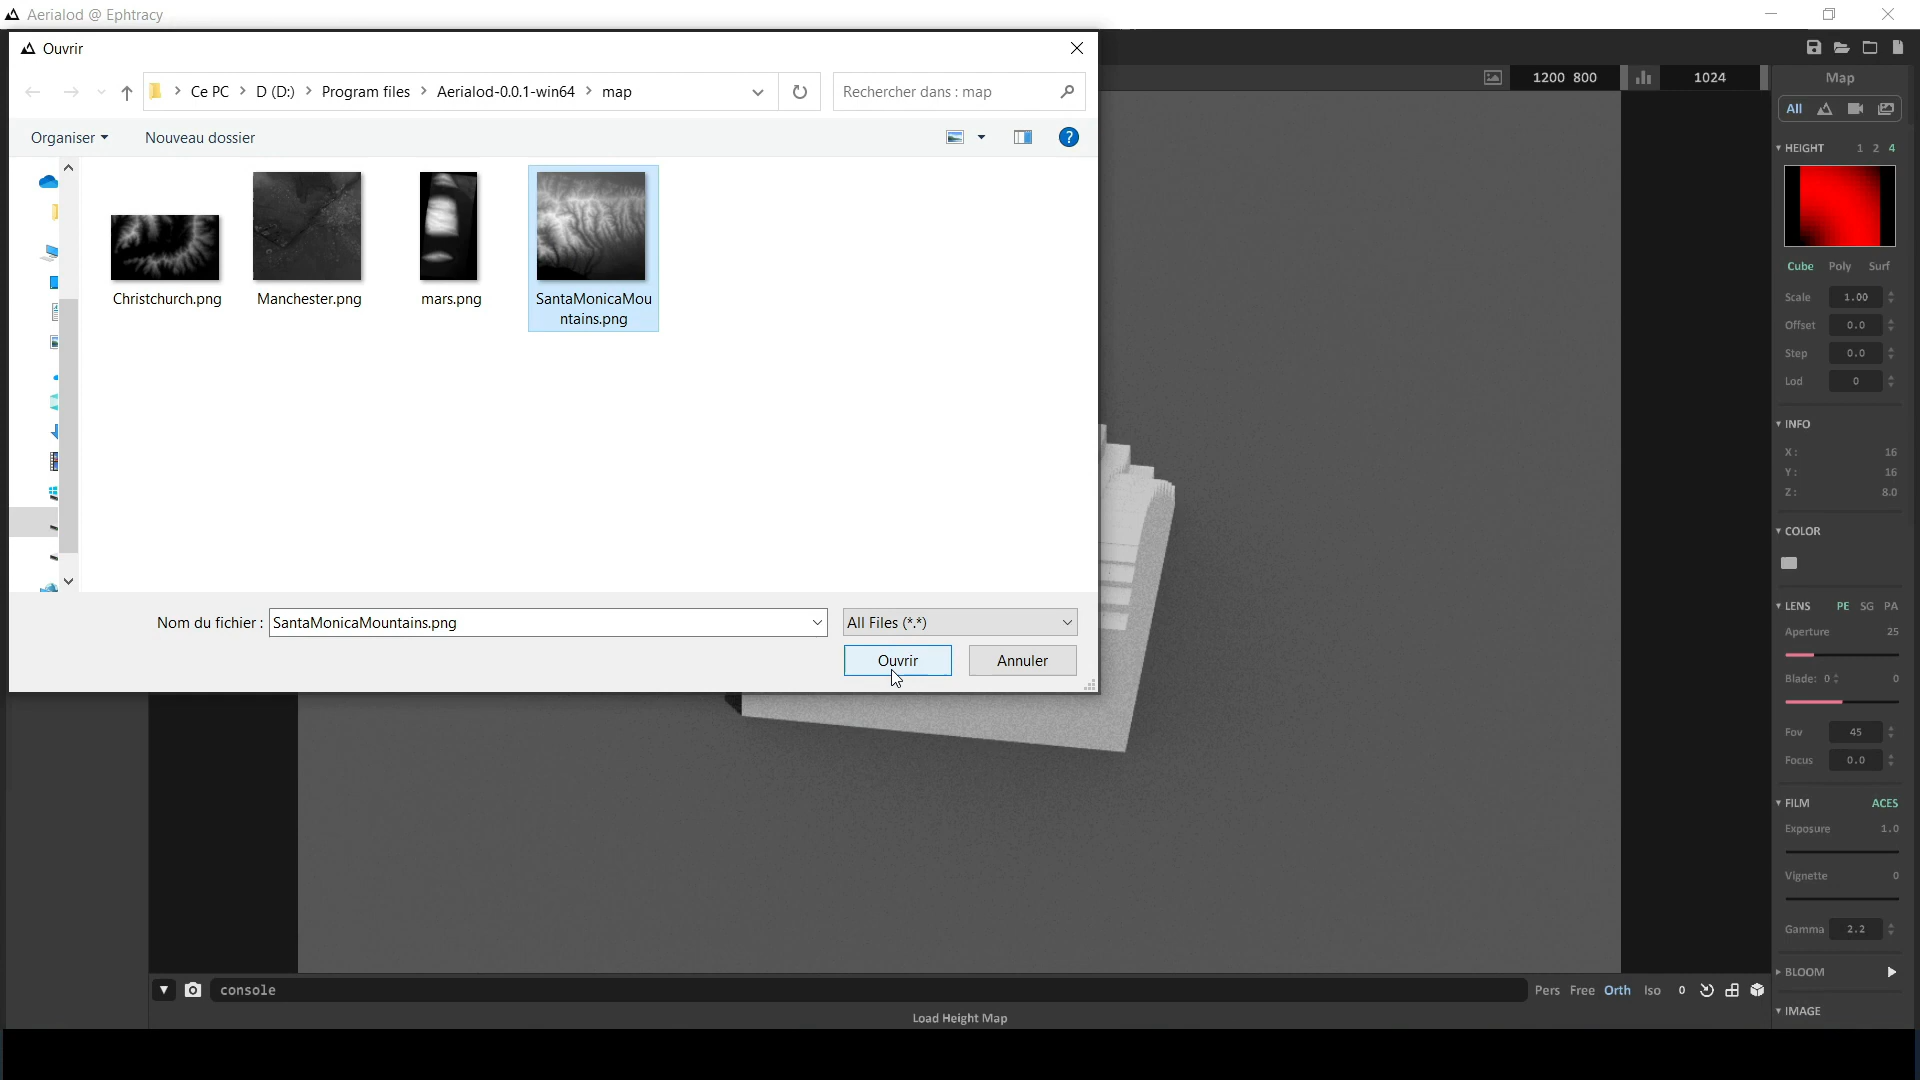 Aerialod @ Ephtracy
Ouvrir
Ce PC > D (D:) > Program files > Aerialod-0.0.1-win64 > map
Rechercher dans : map
Organiser
Nouveau dossier
Christchurch.png
Manchester.png
mars.png
SantaMonicaMou
ntains.png
Nom du fichier :
SantaMonicaMountains.png
All Files (*.*)
Ouvrir
Annuler
1200 800
1024
Map
All
HEIGHT 1 2 4
Cube Poly Surf
Scale 1.00
Offset 0.0
Step 0.0
Lod 0
INFO
X: 16
Y: 16
Z: 8.0
COLOR
LENS PE SG PA
Aperture 25
Blade: 0 0
Fov 45
Focus 0.0
FILM ACES
Exposure 1.0
Vignette 0
Gamma 2.2
BLOOM
IMAGE
console
Pers Free Orth Iso 0
Load Height Map